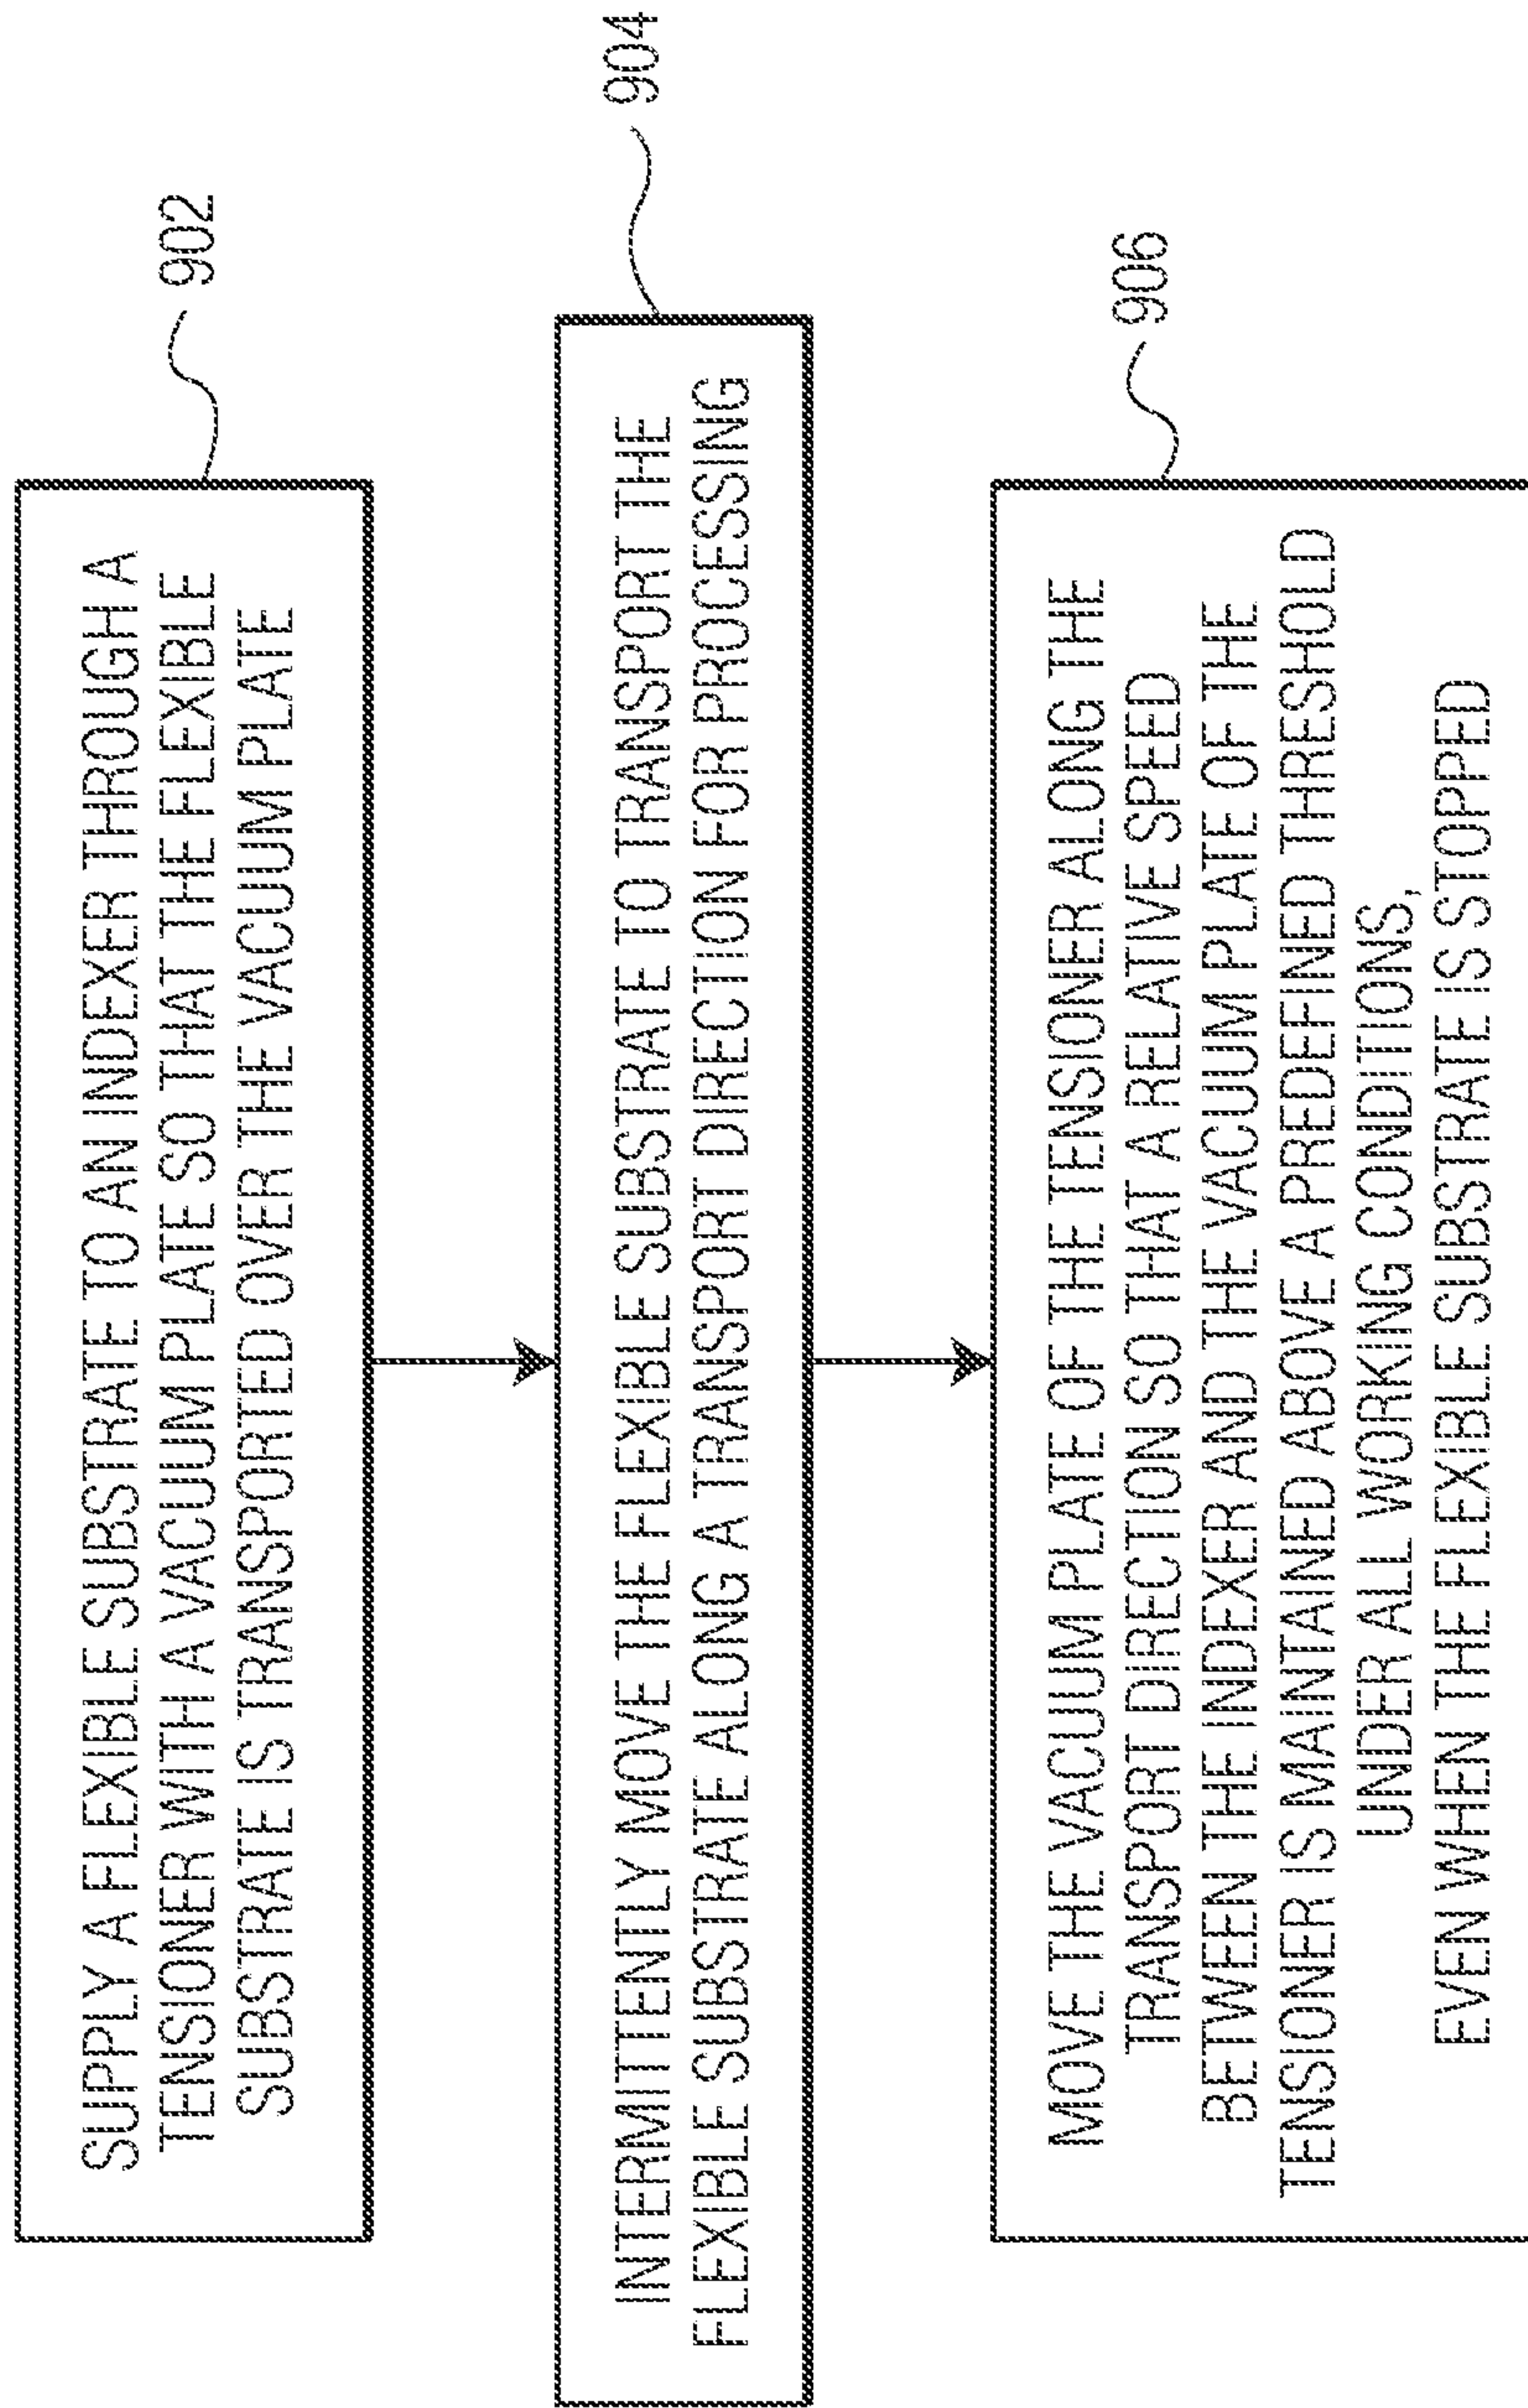 SUPPLY A FLEXIBLE SUBSTRATE TO AN INDEXER THROUGH A
TENSIONER WITH A VACUUM PLATE SO THAT THE FLEXIBLE
SUBSTRATE IS TRANSPORTED OVER THE VACUUM PLATE
902
INTERMITTENTLY MOVE THE FLEXIBLE SUBSTRATE TO TRANSPORT THE
FLEXIBLE SUBSTRATE ALONG A TRANSPORT DIRECTION FOR PROCESSING
904
MOVE THE VACUUM PLATE OF THE TENSIONER ALONG THE
TRANSPORT DIRECTION SO THAT A RELATIVE SPEED
BETWEEN THE INDEXER AND THE VACUUM PLATE OF THE
TENSIONER IS MAINTAINED ABOVE A PREDEFINED THRESHOLD
UNDER ALL WORKING CONDITIONS,
EVEN WHEN THE FLEXIBLE SUBSTRATE IS STOPPED
906